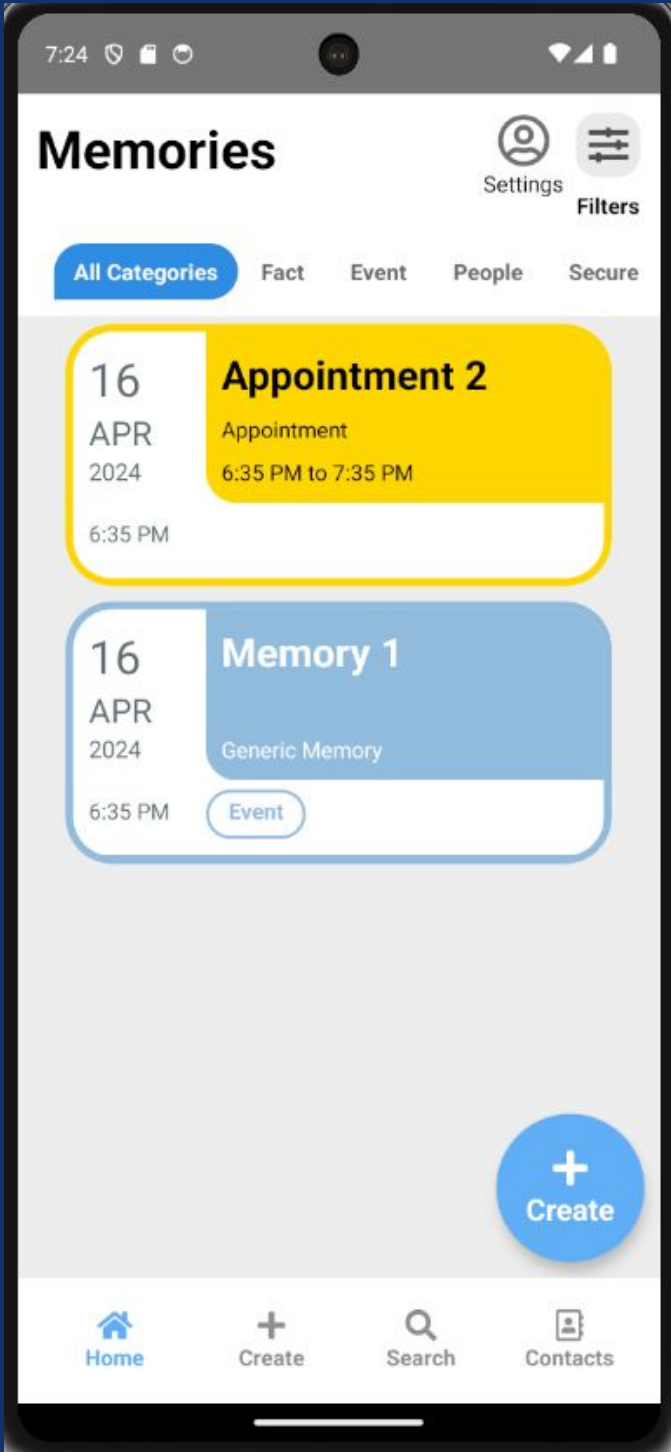 7:24
Memories
Settings
Filters
All Categories Fact Event People Secure
16
APR
2024
6:35 PM
Appointment 2
Appointment
6:35 PM to 7:35 PM
16
APR
2024
6:35 PM
Memory 1
Generic Memory
Event
Create
Home Create Search Contacts